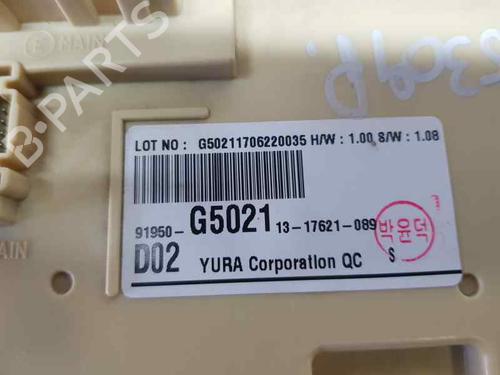 E MAIN
5309P.
LOT NO : G50211706220035 H/W : 1.00 S/W : 1.08
91950- G5021 13-17621-089
박윤덕
D02 YURA Corporation QC S
AIN